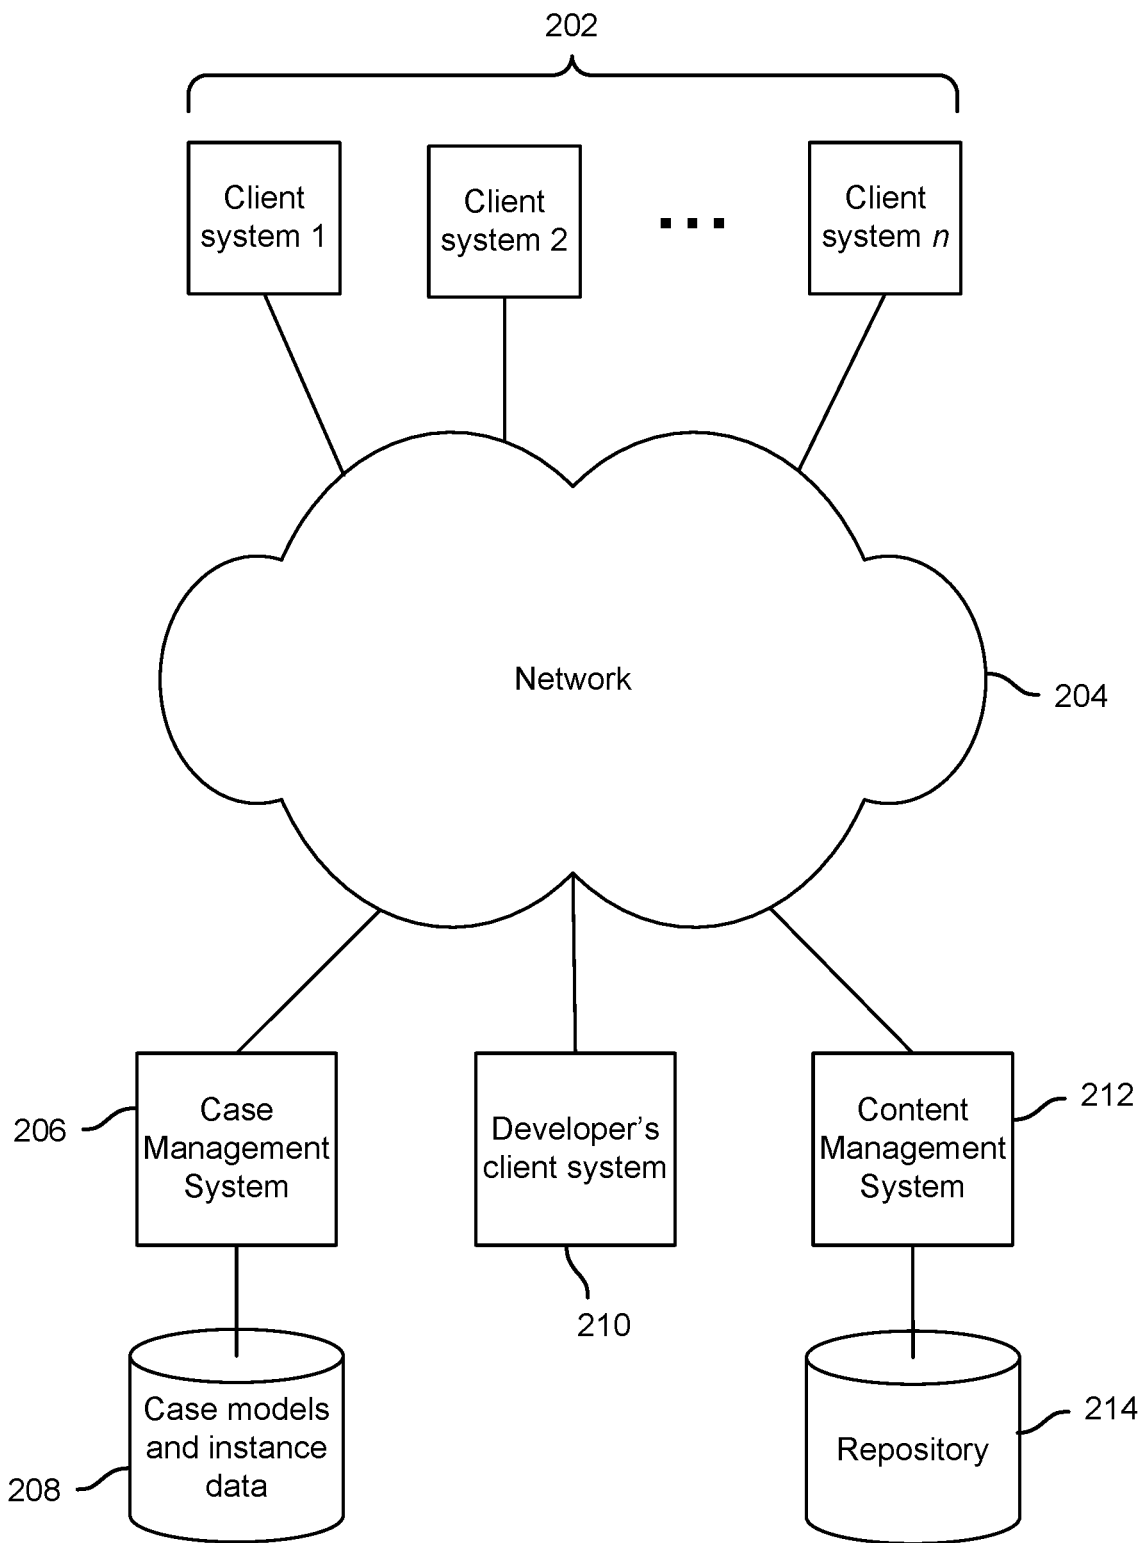 202
Client
system 1
Client
system 2
...
Client
system n
Network
204
206
Case
Management
System
Developer's
client system
210
Content
Management
System
212
Case models
and instance
data
208
Repository
214